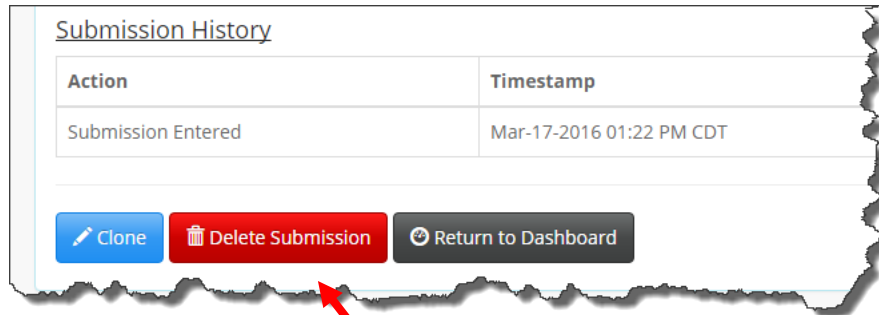 Submission History
Action Timestamp
Submission Entered Mar-17-2016 01:22 PM CDT
Clone Delete Submission Return to Dashboard